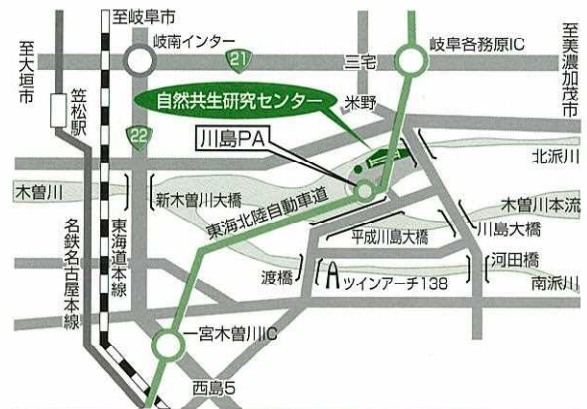 至岐阜市
岐南インター
21
三宅
岐阜各務原IC
至美濃加茂市
至大垣市
笠松駅
自然共生研究センター
米野
22
川島PA
北派川
木曽川
新木曽川大橋
東海北陸自動車道
木曽川本流
平成川島大橋
川島大橋
名鉄名古屋本線
東海道本線
渡橋
ツインアーチ138
河田橋
南派川
一宮木曽川IC
西島5